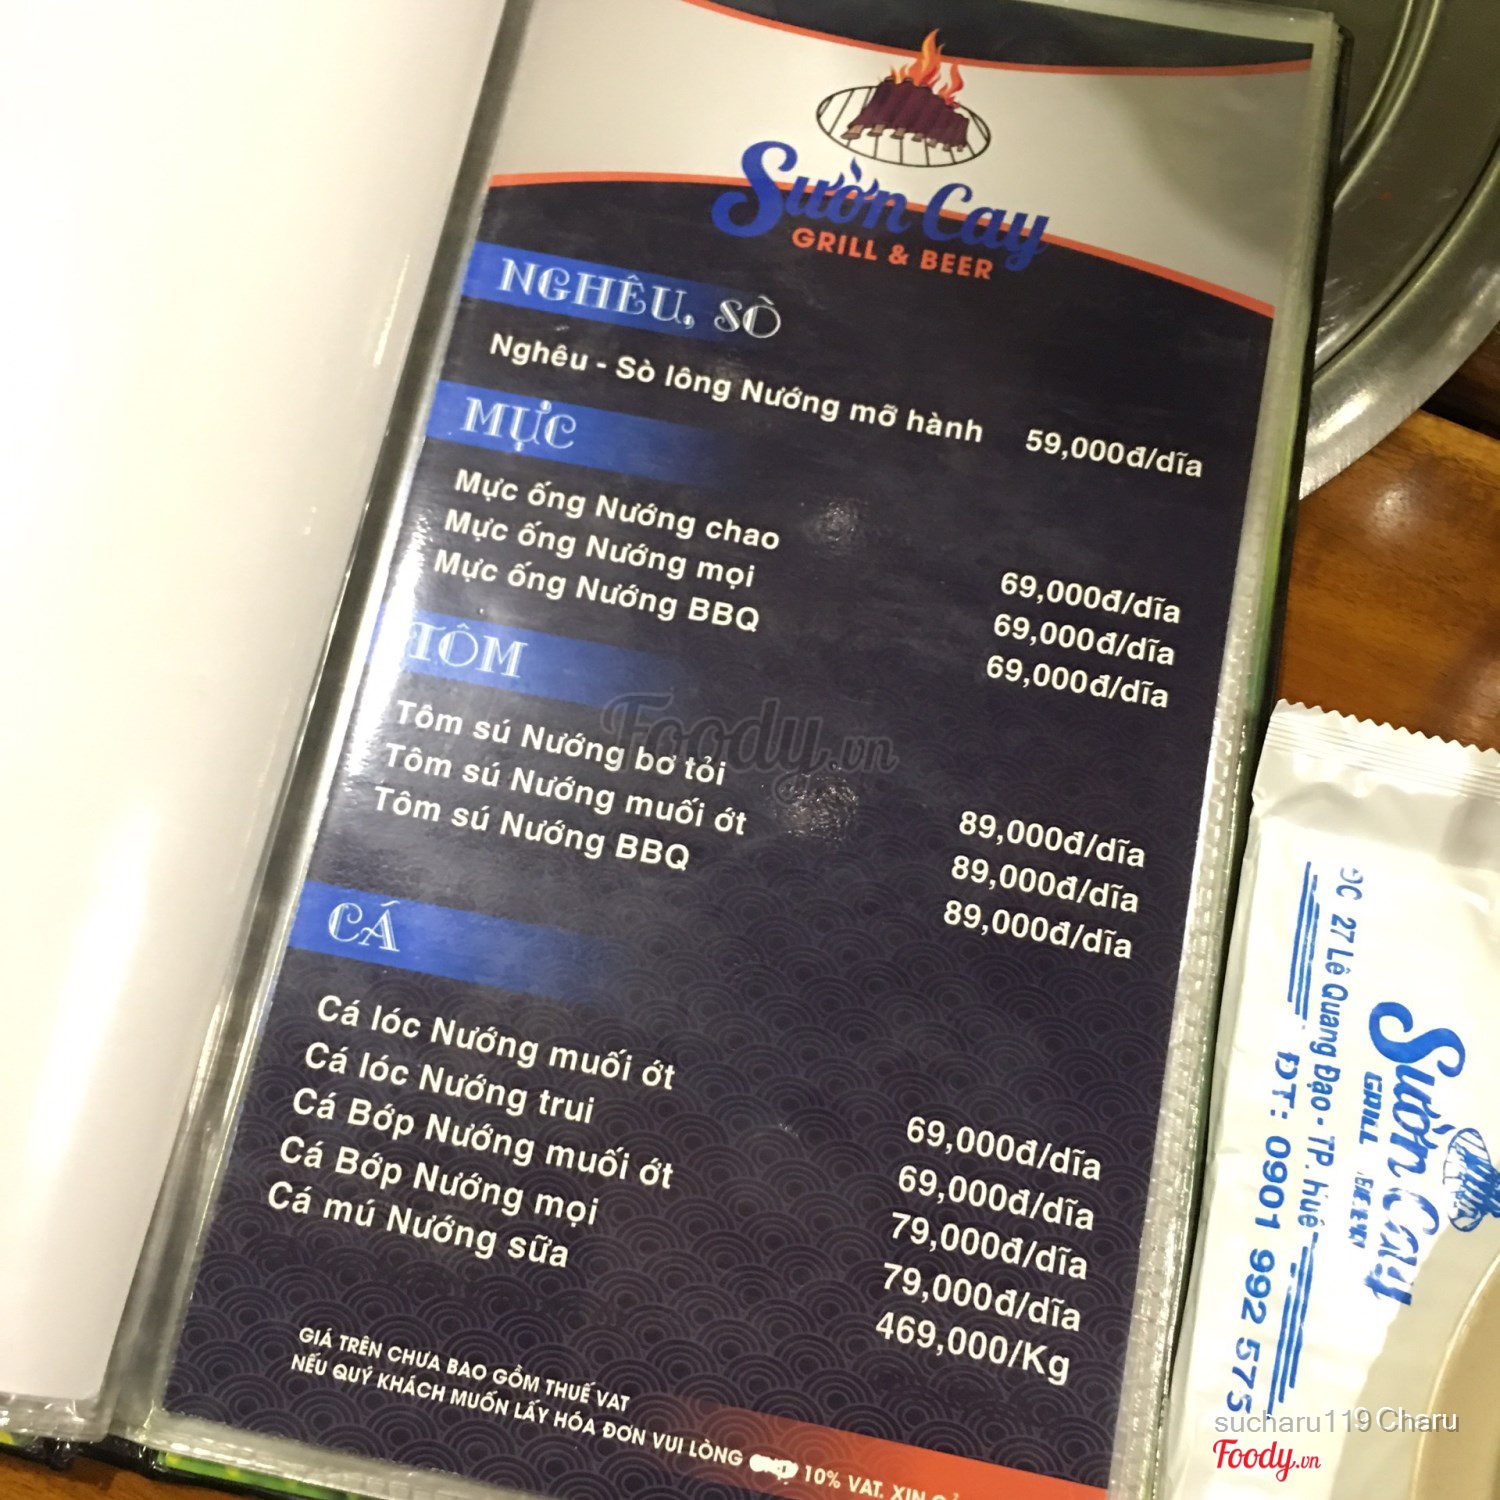 Sườn Cay
GRILL & BEER
NGHÊU, SÒ
Nghêu - Sò lông Nướng mỡ hành 59,000đ/dĩa
MỰC
Mực ống Nướng chao 69,000đ/dĩa
Mực ống Nướng mọi 69,000đ/dĩa
Mực ống Nướng BBQ 69,000đ/dĩa
TÔM
Tôm sú Nướng bơ tỏi 89,000đ/dĩa
Tôm sú Nướng muối ớt 89,000đ/dĩa
Tôm sú Nướng BBQ 89,000đ/dĩa
CÁ
Cá lóc Nướng muối ớt 69,000đ/dĩa
Cá lóc Nướng trui 69,000đ/dĩa
Cá Bớp Nướng muối ớt 79,000đ/dĩa
Cá Bớp Nướng mọi 79,000đ/dĩa
Cá mú Nướng sữa 469,000/Kg
GIÁ TRÊN CHƯA BAO GỒM THUẾ VAT
NẾU QUÝ KHÁCH MUỐN LẤY HÓA ĐƠN VUI LÒNG 10% VAT. XIN
Foody.vn
Sườn Cay
GRILL BEER
ĐC 27 Lê Quang Đạo - TP. Huế
ĐT: 0901 992 575
sucharu119 Charu
Foody.vn